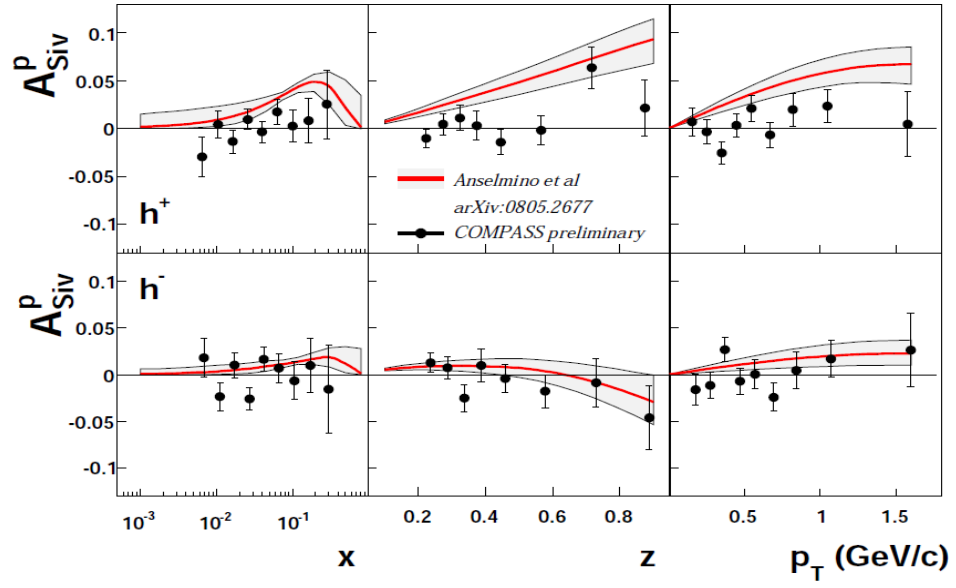 A^p_Siv
0.1
0.05
0
-0.05
-0.1
h^+
Anselmino et al
arXiv:0805.2677
COMPASS preliminary
A^p_Siv
0.1
0.05
0
-0.05
-0.1
h^-
10^-3 10^-2 10^-1 0.2 0.4 0.6 0.8 0.5 1 1.5
x z p_T (GeV/c)